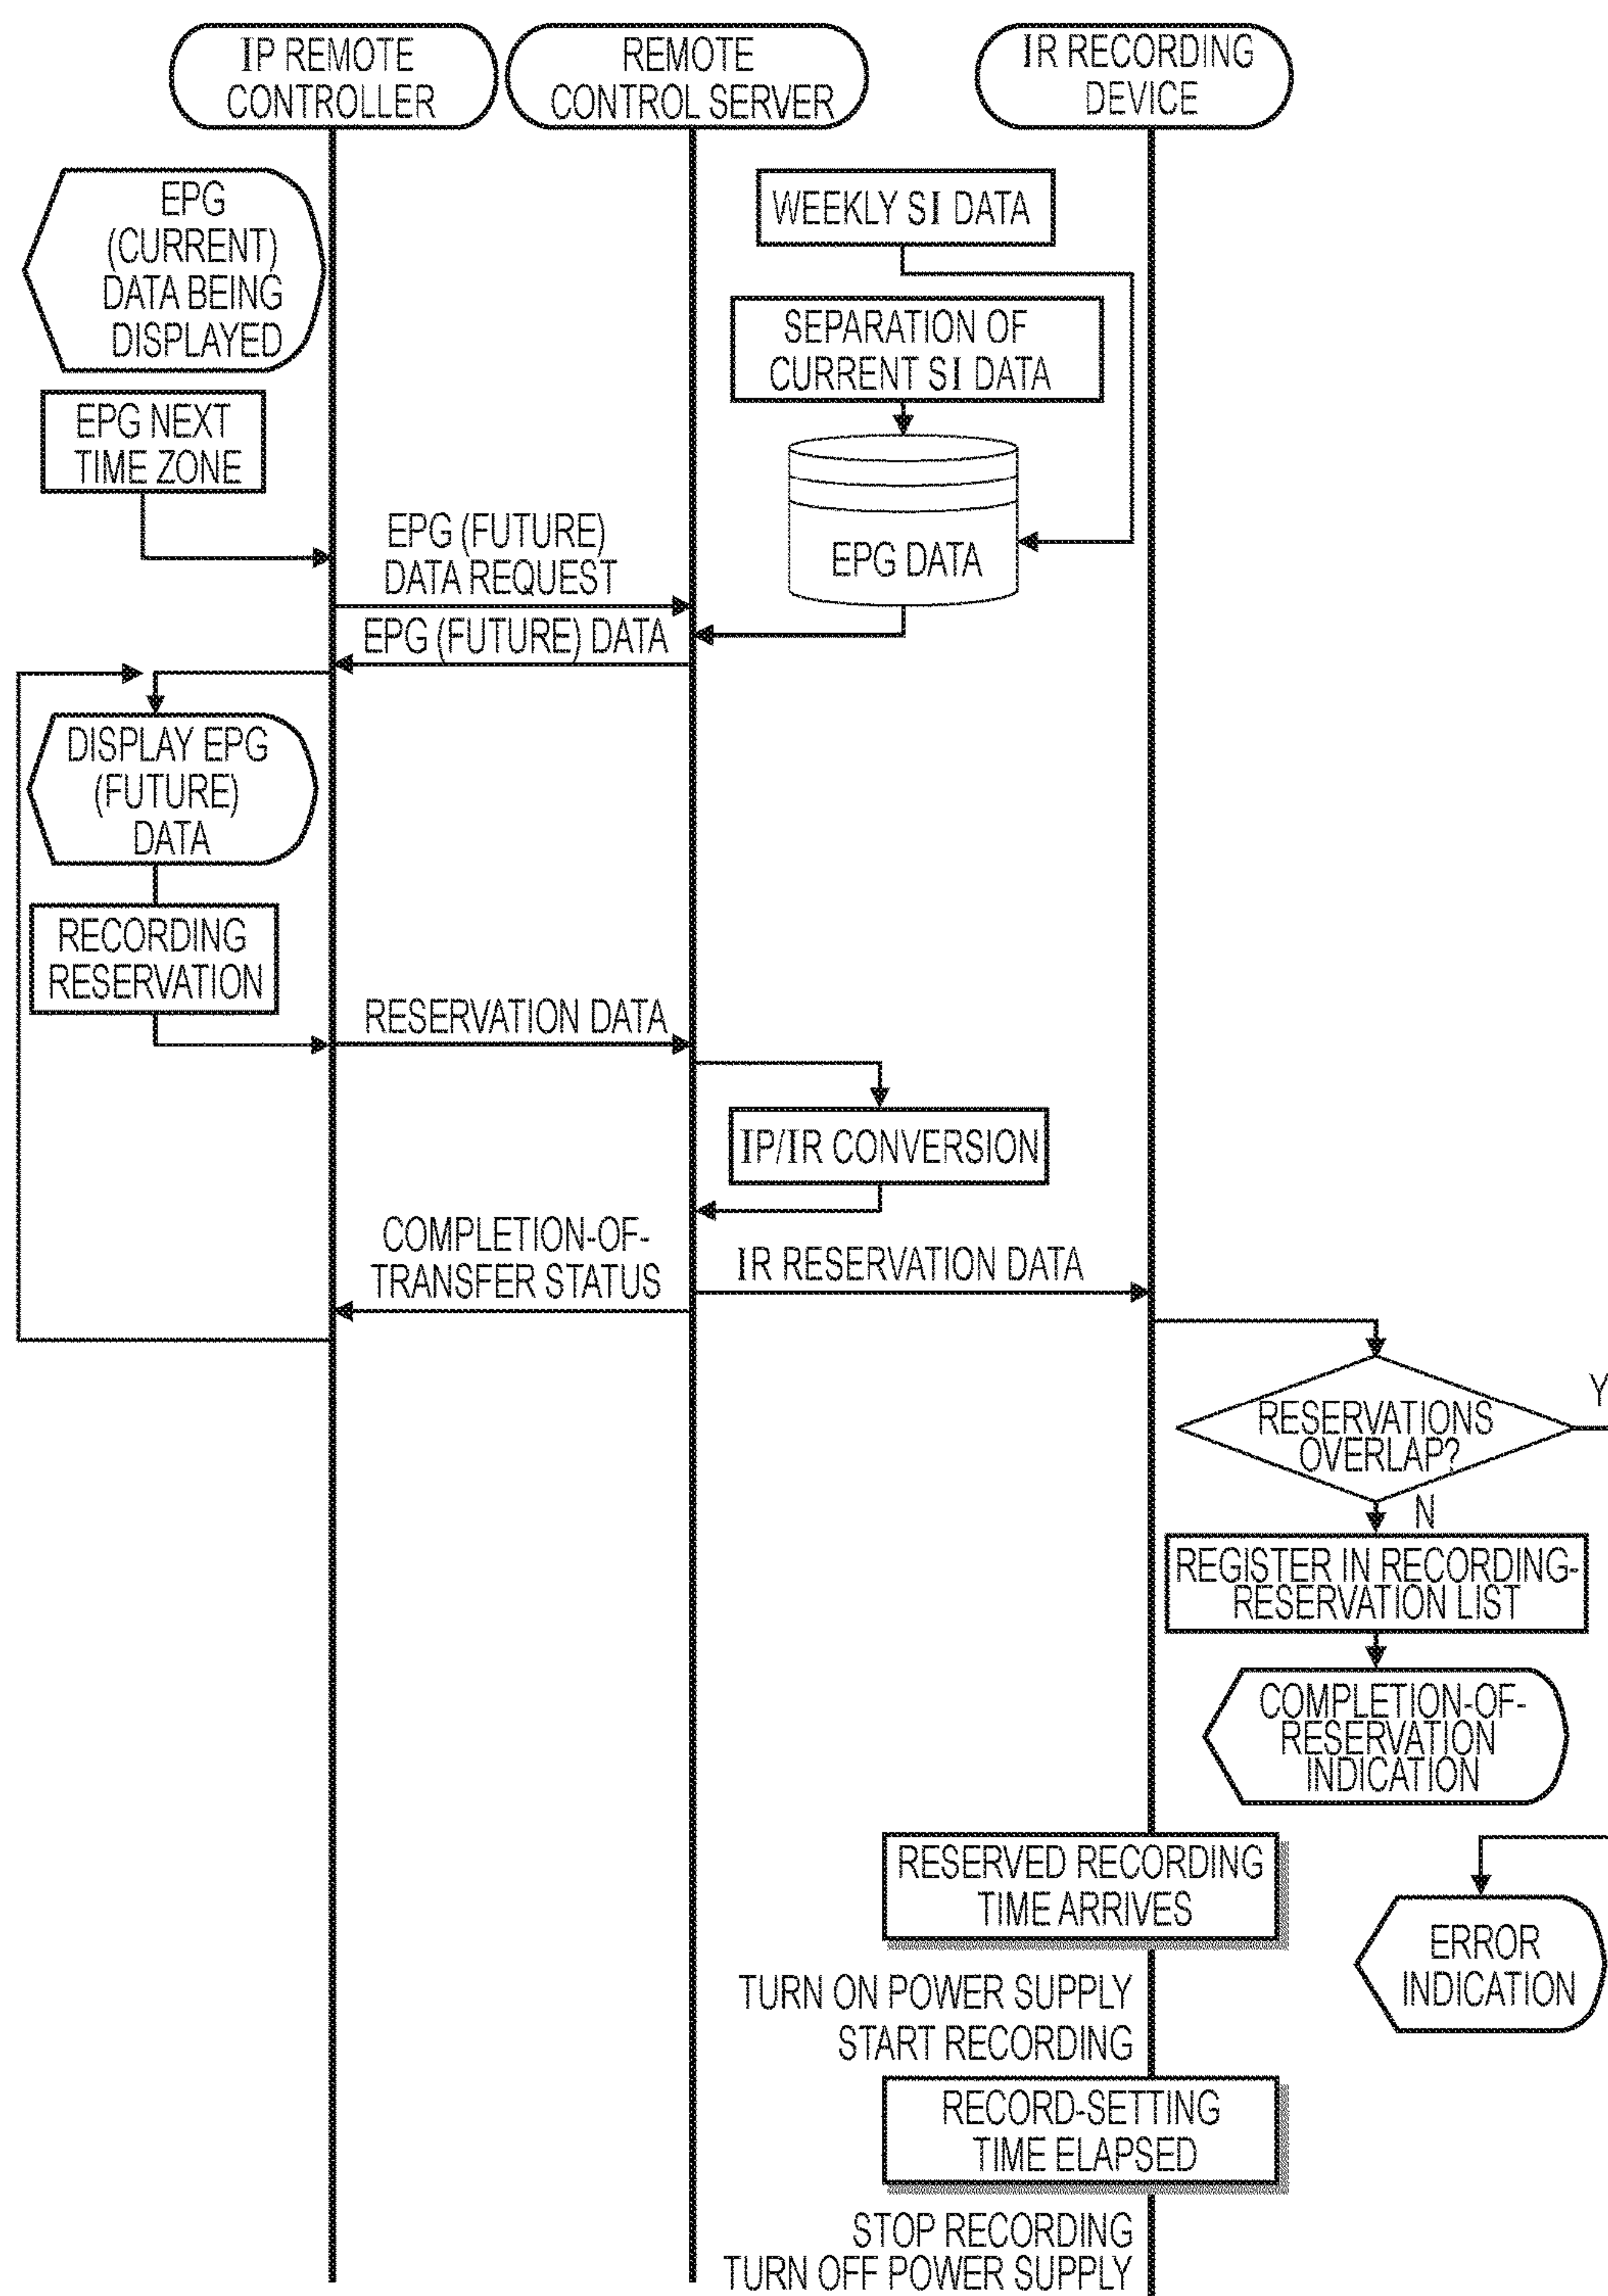 IP REMOTE
CONTROLLER
REMOTE
CONTROL SERVER
IR RECORDING
DEVICE
EPG
(CURRENT)
DATA BEING
DISPLAYED
WEEKLY SI DATA
SEPARATION OF
CURRENT SI DATA
EPG NEXT
TIME ZONE
EPG DATA
EPG (FUTURE)
DATA REQUEST
EPG (FUTURE) DATA
DISPLAY EPG
(FUTURE)
DATA
RECORDING
RESERVATION
RESERVATION DATA
IP/IR CONVERSION
COMPLETION-OF-
TRANSFER STATUS
IR RESERVATION DATA
RESERVATIONS
OVERLAP?
Y
N
REGISTER IN RECORDING-
RESERVATION LIST
COMPLETION-OF-
RESERVATION
INDICATION
RESERVED RECORDING
TIME ARRIVES
ERROR
INDICATION
TURN ON POWER SUPPLY
START RECORDING
RECORD-SETTING
TIME ELAPSED
STOP RECORDING
TURN OFF POWER SUPPLY